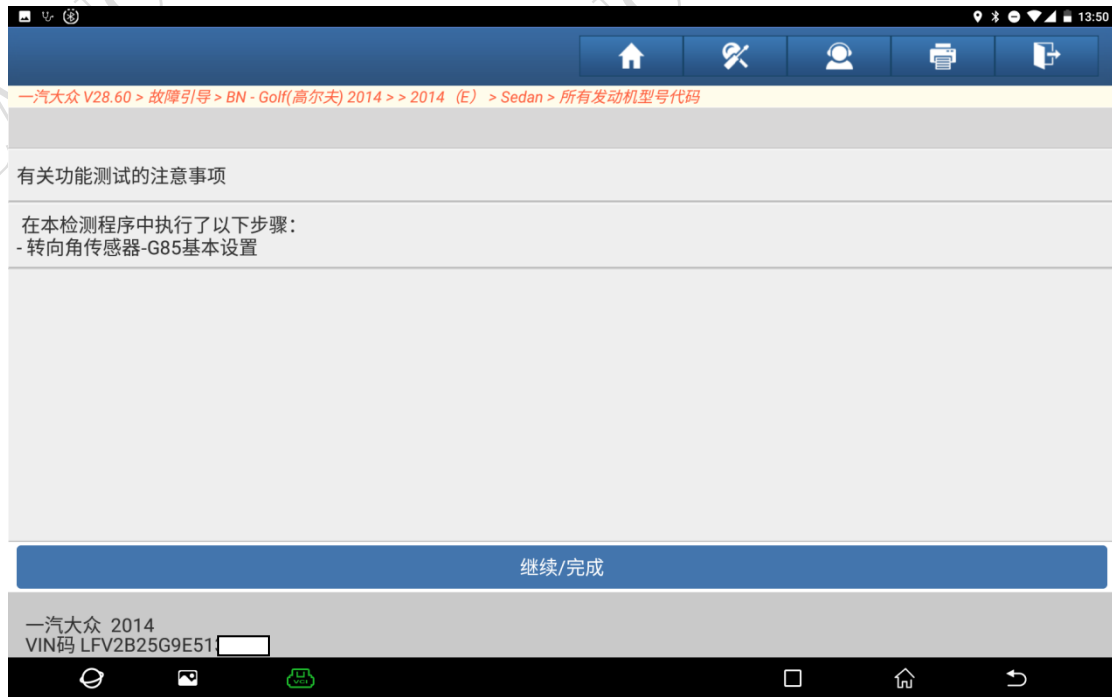 13:50
一汽大众 V28.60 > 故障引导 > BN - Golf(高尔夫) 2014 > > 2014（E） > Sedan > 所有发动机型号代码
有关功能测试的注意事项
在本检测程序中执行了以下步骤：
- 转向角传感器-G85基本设置
继续/完成
一汽大众 2014
VIN码 LFV2B25G9E51
VCI